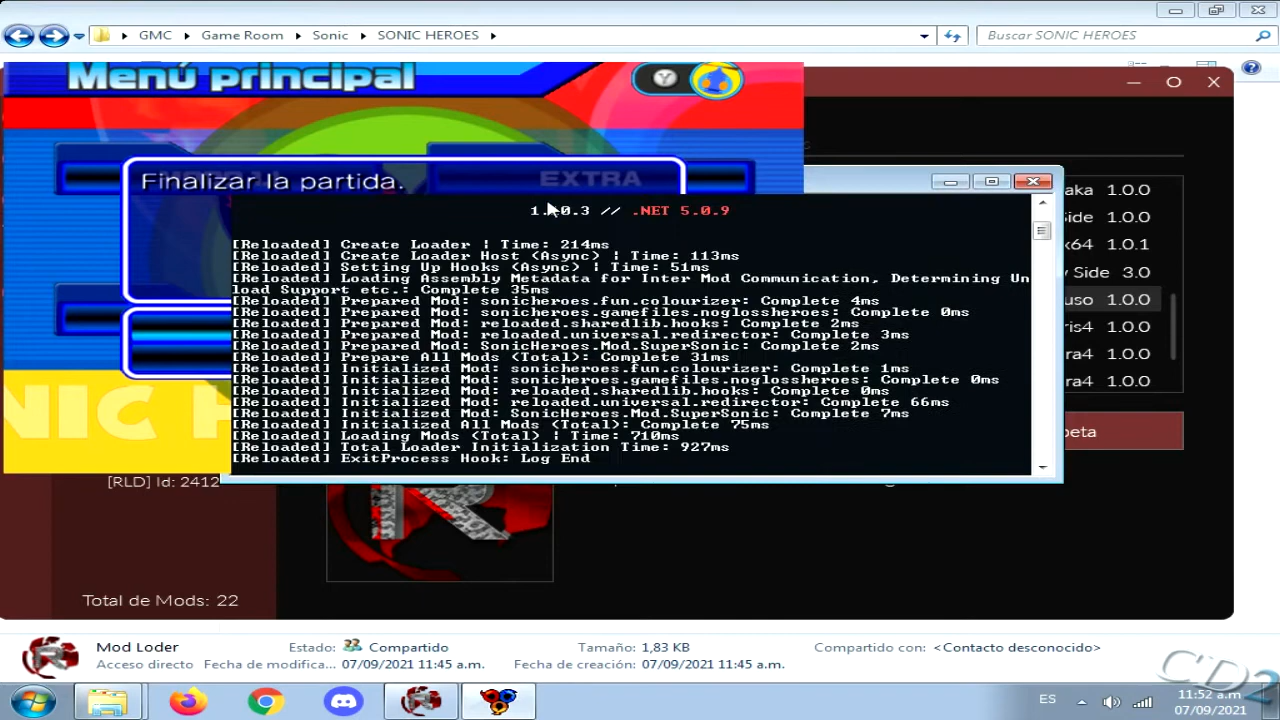 GMC Game Room Sonic SONIC HEROES
Buscar SONIC HEROES
Menú principal
Y
Finalizar la partida.
EXTRA
.NET 5.0.9
[Reloaded] Create Loader | Time: 214ms
[Reloaded] Create Loader Host (Async) | Time: 113ms
[Reloaded] Setting Up Hooks (Async) | Time: 51ms
[Reloaded] Loading Assembly Metadata for Inter Mod Communication, Determining Un
load Support etc.: Complete 35ms
[Reloaded] Prepared Mod: sonicheroes.fun.colourizer: Complete 4ms
[Reloaded] Prepared Mod: sonicheroes.gamefiles.noglossheroes: Complete 0ms
[Reloaded] Prepared Mod: reloaded.sharedlib.hooks: Complete 2ms
[Reloaded] Prepared Mod: reloaded.universal.redirector: Complete 3ms
[Reloaded] Prepared Mod: SonicHeroes.Mod.SuperSonic: Complete 2ms
[Reloaded] Prepare All Mods (Total): Complete 31ms
[Reloaded] Initialized Mod: sonicheroes.fun.colourizer: Complete 1ms
[Reloaded] Initialized Mod: sonicheroes.gamefiles.noglossheroes: Complete 0ms
[Reloaded] Initialized Mod: reloaded.sharedlib.hooks: Complete 0ms
[Reloaded] Initialized Mod: reloaded.universal.redirector: Complete 66ms
[Reloaded] Initialized Mod: SonicHeroes.Mod.SuperSonic: Complete 7ms
[Reloaded] Initialized All Mods (Total): Complete 75ms
[Reloaded] Loading Mods (Total) | Time: 710ms
[Reloaded] Total Loader Initialization Time: 927ms
[Reloaded] ExitProcess Hook: Log End
aka 1.0.0
ide 1.0.0
x64 1.0.1
y Side 3.0
uso 1.0.0
ris4 1.0.0
ra4 1.0.0
ra4 1.0.0
peta
NIC H
[RLD] Id: 2412
Total de Mods: 22
Mod Loder
Estado: Compartido
Tamaño: 1,83 KB
Compartido con: <Contacto desconocido>
Acceso directo
Fecha de modifica... 07/09/2021 11:45 a.m.
Fecha de creación: 07/09/2021 11:45 a.m.
CD2
ES
11:52 a.m
07/09/2021